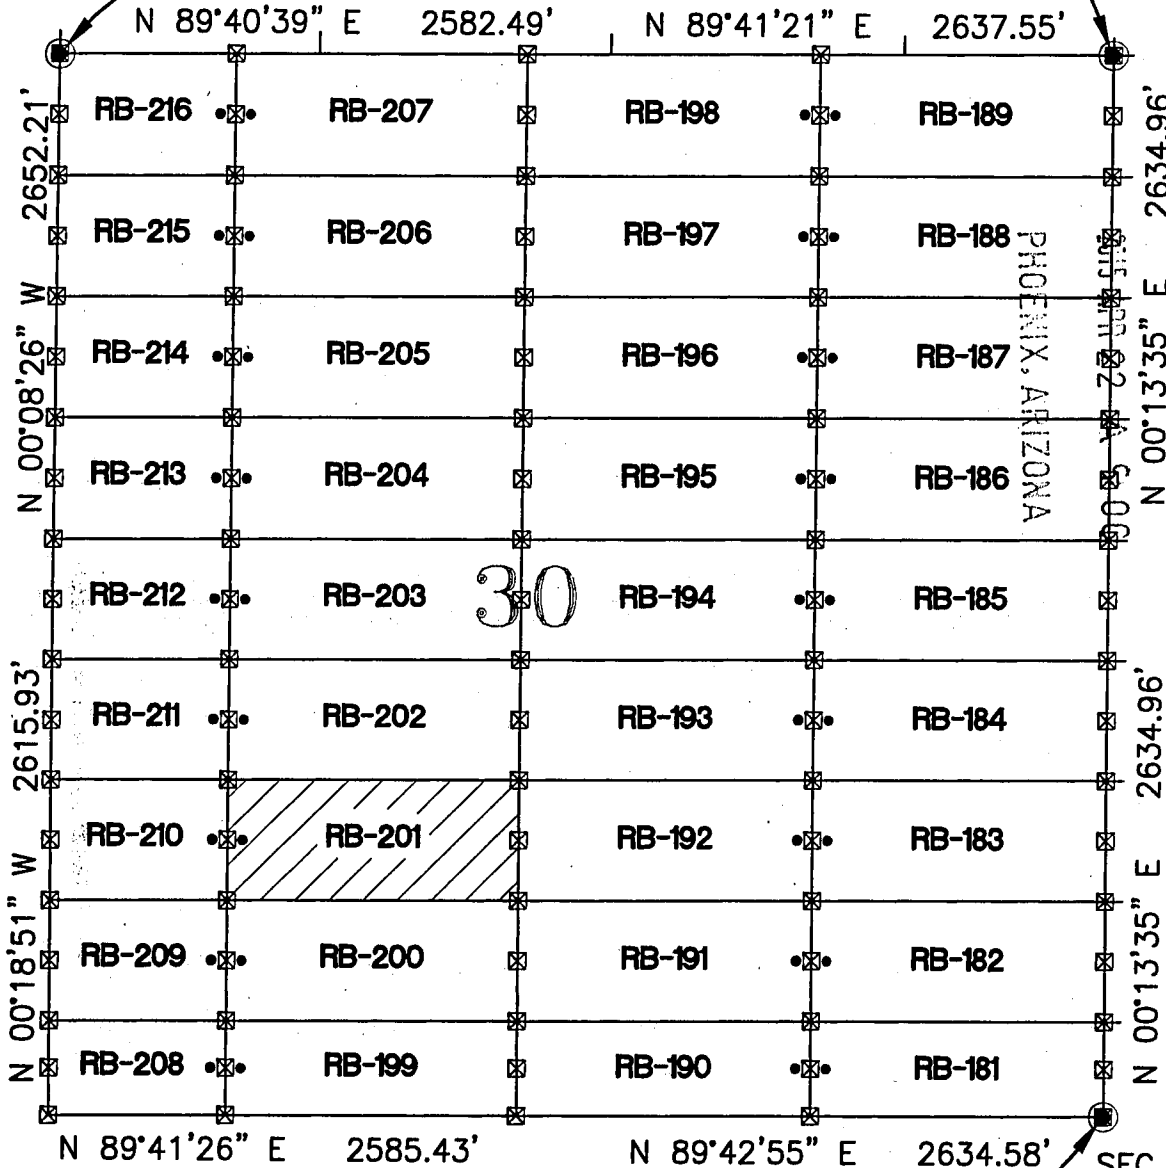 N 89°40'39" E 2582.49' N 89°41'21" E 2637.55'
2652.21'
N 00°08'26" W
2615.93'
N 00°18'51" W
RB-216 RB-207 RB-198 RB-189
RB-215 RB-206 RB-197 RB-188
RB-214 RB-205 RB-196 RB-187
RB-213 RB-204 RB-195 RB-186
RB-212 RB-203 30 RB-194 RB-185
RB-211 RB-202 RB-193 RB-184
RB-210 RB-201 RB-192 RB-183
RB-209 RB-200 RB-191 RB-182
RB-208 RB-199 RB-190 RB-181
PHOENIX, ARIZONA
2634.96'
N 00°13'35" E
2634.96'
N 00°13'35" E
N 89°41'26" E 2585.43' N 89°42'55" E 2634.58'
SEC